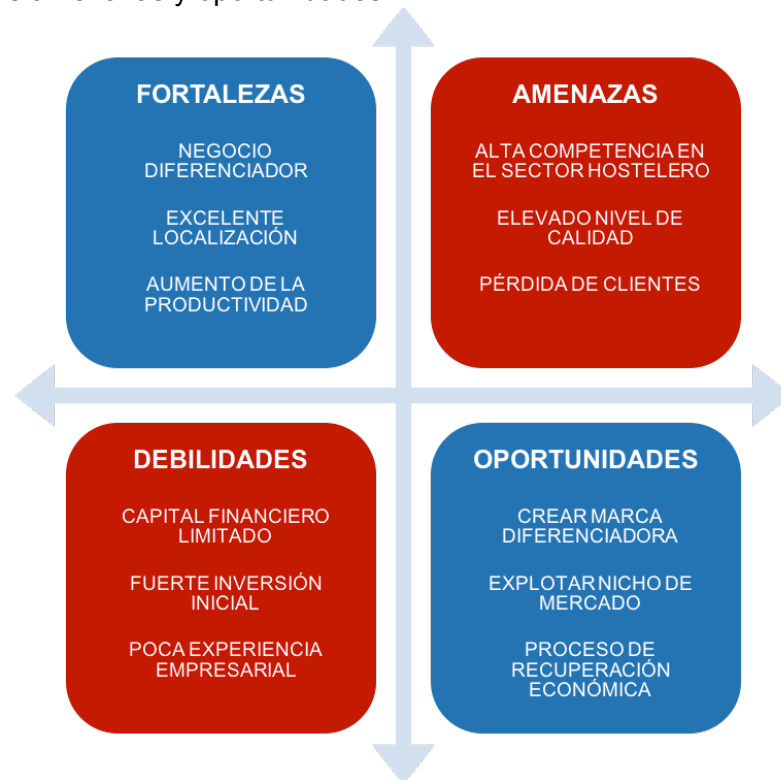 FORTALEZAS
NEGOCIO
DIFERENCIADOR
EXCELENTE
LOCALIZACIÓN
AUMENTO DE LA
PRODUCTIVIDAD
AMENAZAS
ALTA COMPETENCIA EN
EL SECTOR HOSTELERO
ELEVADO NIVEL DE
CALIDAD
PÉRDIDA DE CLIENTES
DEBILIDADES
CAPITAL FINANCIERO
LIMITADO
FUERTE INVERSIÓN
INICIAL
POCA EXPERIENCIA
EMPRESARIAL
OPORTUNIDADES
CREAR MARCA
DIFERENCIADORA
EXPLOTAR NICHO DE
MERCADO
PROCESO DE
RECUPERACIÓN
ECONÓMICA